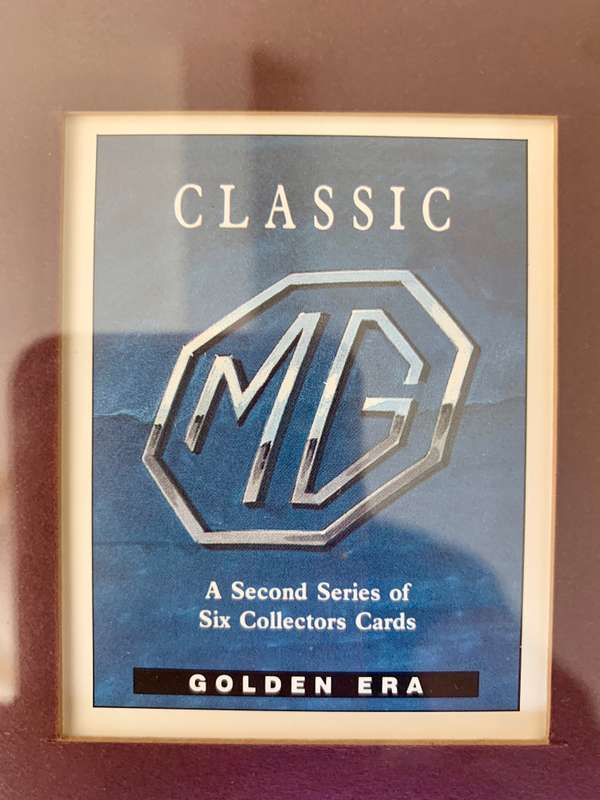 CLASSIC
MG
A Second Series of
Six Collectors Cards
GOLDEN ERA